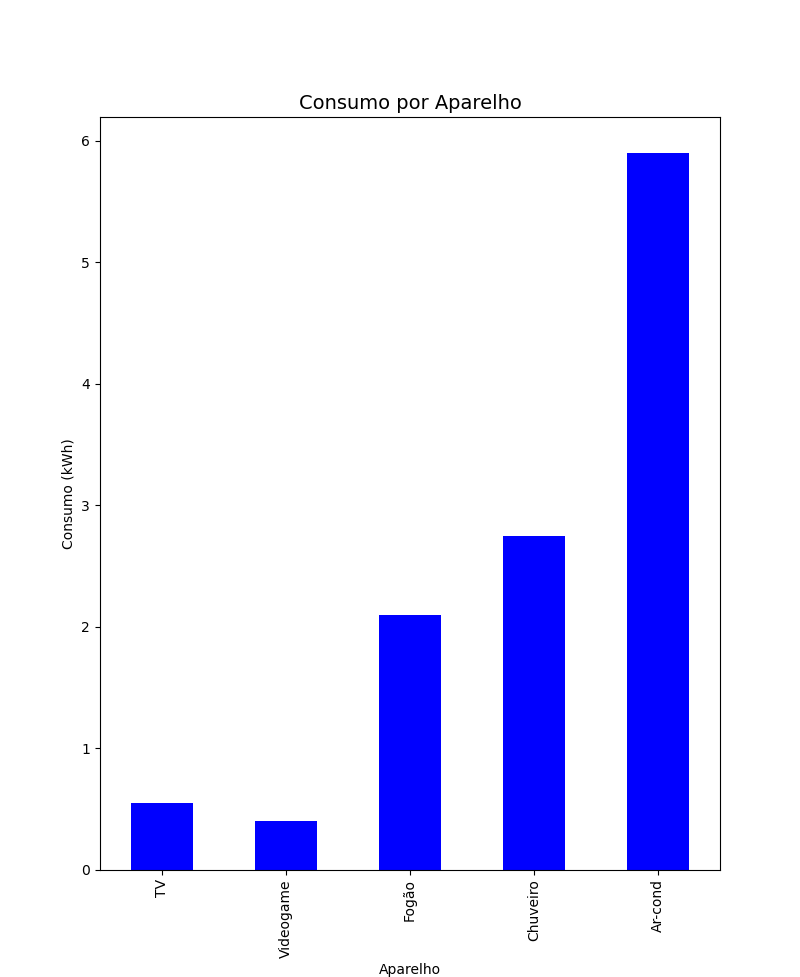 Consumo por Aparelho
6
5
4
3
2
1
0
Consumo (kWh)
TV
Videogame
Fogão
Chuveiro
Ar-cond
Aparelho